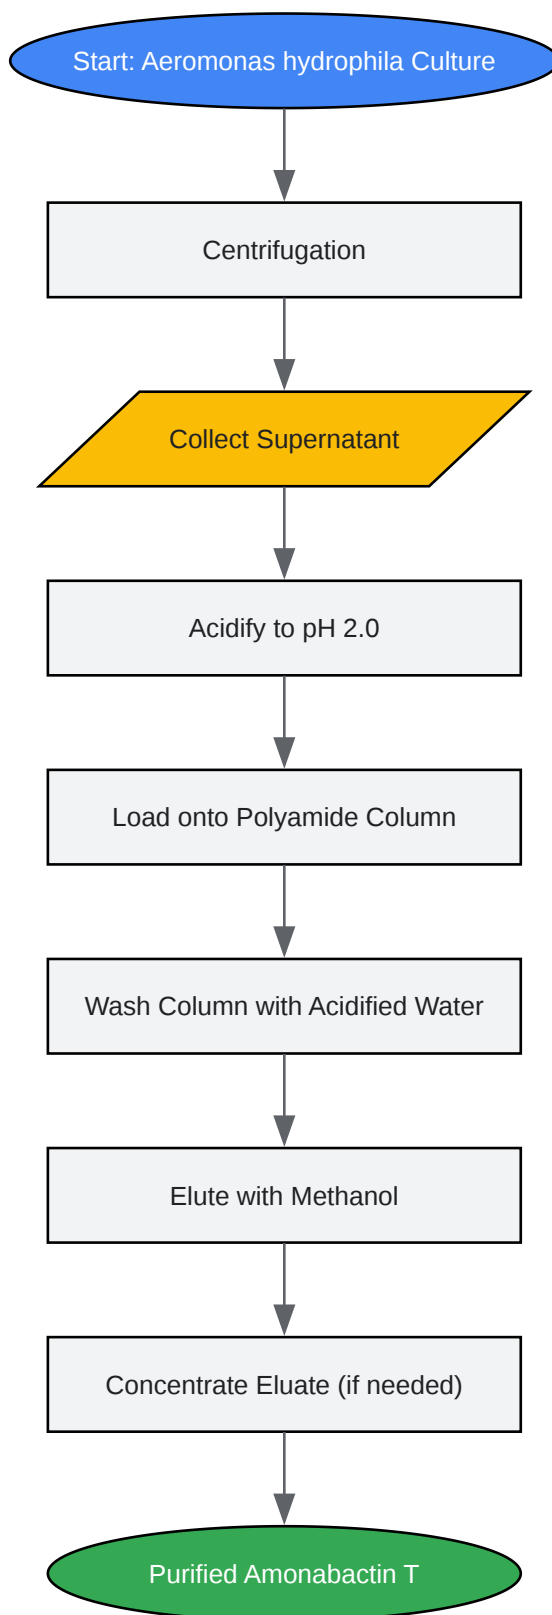 Start: Aeromonas hydrophila Culture
Centrifugation
Collect Supernatant
Acidify to pH 2.0
Load onto Polyamide Column
Wash Column with Acidified Water
Elute with Methanol
Concentrate Eluate (if needed)
Purified Amonabactin T